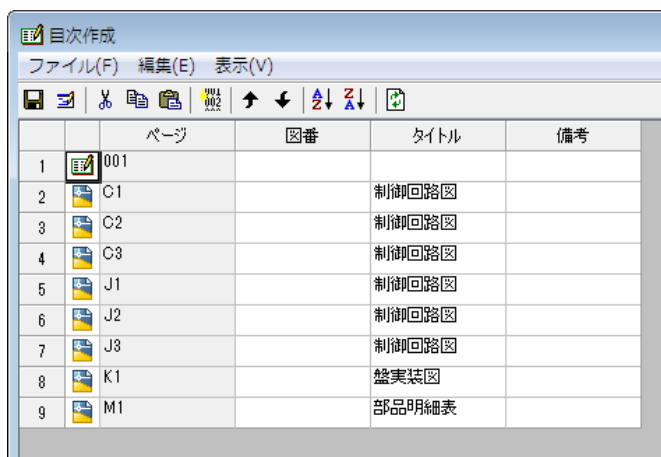 目次作成
ファイル(F) 編集(E) 表示(V)
ページ 図番 タイトル 備考
1 001
2 C1 制御回路図
3 C2 制御回路図
4 C3 制御回路図
5 J1 制御回路図
6 J2 制御回路図
7 J3 制御回路図
8 K1 盤実装図
9 M1 部品明細表